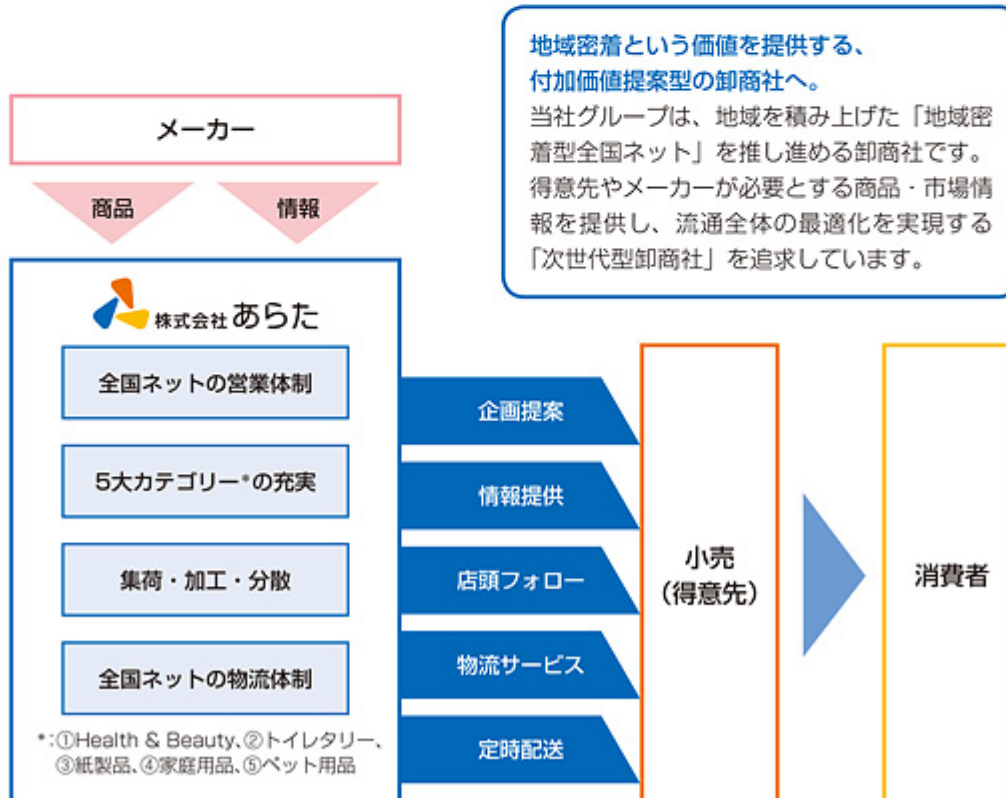 地域密着という価値を提供する、
付加価値提案型の卸商社へ。
当社グループは、地域を積み上げた「地域密
着型全国ネット」を推し進める卸商社です。
得意先やメーカーが必要とする商品・市場情
報を提供し、流通全体の最適化を実現する
「次世代型卸商社」を追求しています。
メーカー
商品
情報
株式会社あらた
全国ネットの営業体制
5大カテゴリー*の充実
集荷・加工・分散
全国ネットの物流体制
*:①Health & Beauty、②トイレタリー、
③紙製品、④家庭用品、⑤ペット用品
企画提案
情報提供
店頭フォロー
物流サービス
定時配送
小売
（得意先）
消費者